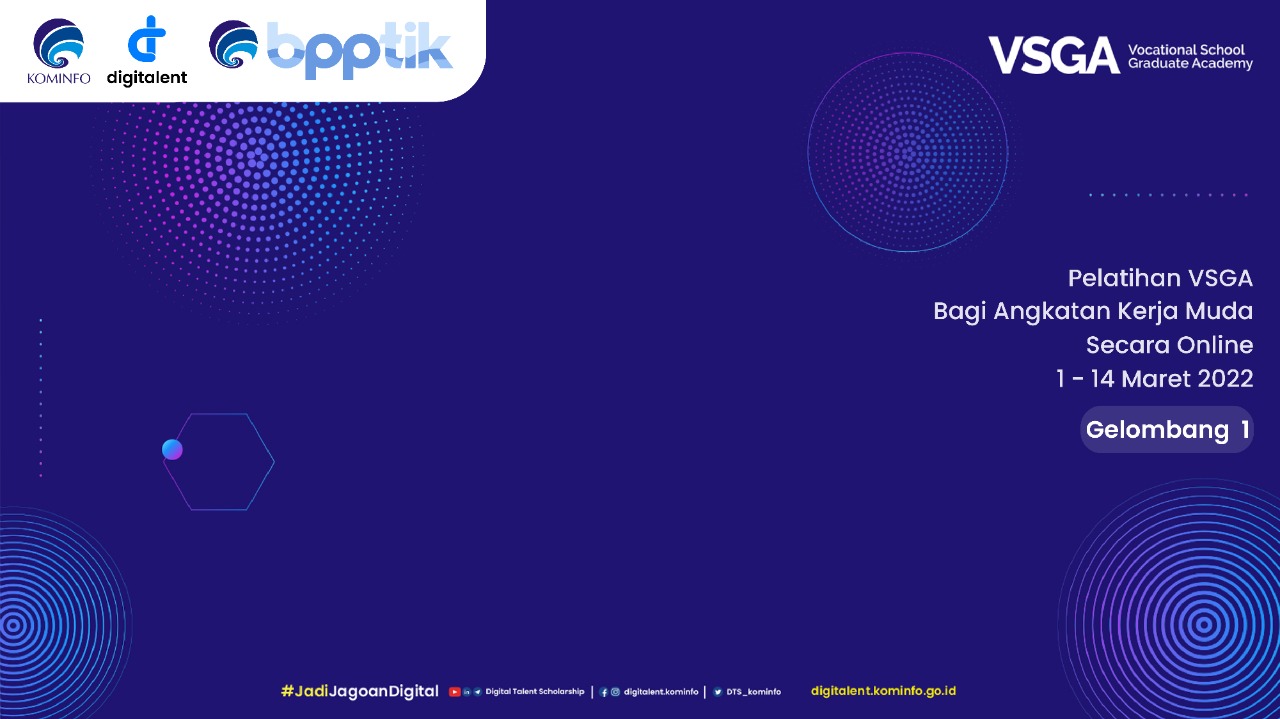 KOMINFO
digitalent
bpptik
VSGA
Vocational School
Graduate Academy
Pelatihan VSGA
Bagi Angkatan Kerja Muda
Secara Online
1 - 14 Maret 2022
Gelombang 1
#JadiJagoanDigital Digital Talent Scholarship | digitalent.kominfo | DTS_kominfo digitalent.kominfo.go.id